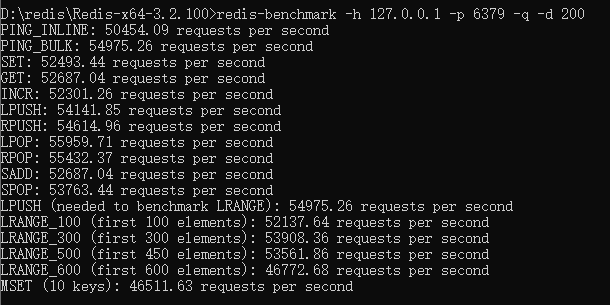 D:\redis\Redis-x64-3.2.100>redis-benchmark -h 127.0.0.1 -p 6379 -q -d 200
PING_INLINE: 50454.09 requests per second
PING_BULK: 54975.26 requests per second
SET: 52493.44 requests per second
GET: 52687.04 requests per second
INCR: 52301.26 requests per second
LPUSH: 54141.85 requests per second
RPUSH: 54614.96 requests per second
LPOP: 55959.71 requests per second
RPOP: 55432.37 requests per second
SADD: 52687.04 requests per second
SPOP: 53763.44 requests per second
LPUSH (needed to benchmark LRANGE): 54975.26 requests per second
LRANGE_100 (first 100 elements): 52137.64 requests per second
LRANGE_300 (first 300 elements): 53908.36 requests per second
LRANGE_500 (first 450 elements): 53561.86 requests per second
LRANGE_600 (first 600 elements): 46772.68 requests per second
MSET (10 keys): 46511.63 requests per second